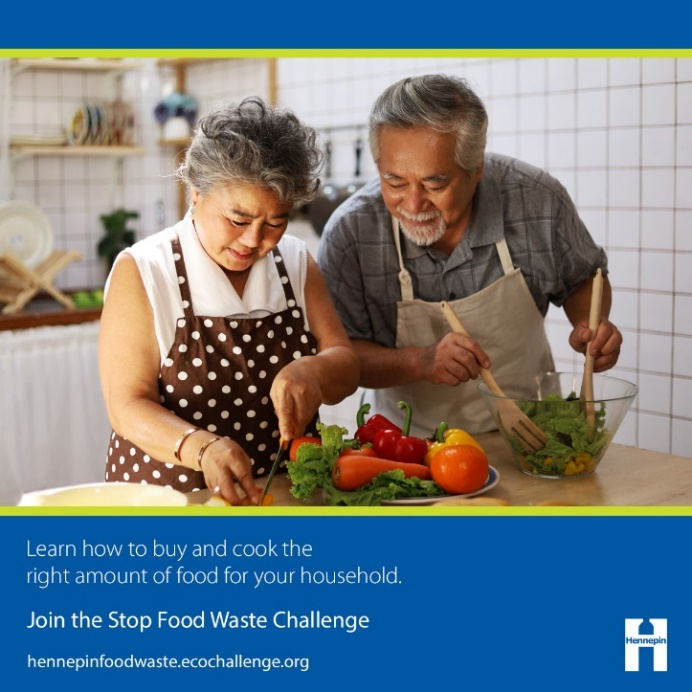 Learn how to buy and cook the
right amount of food for your household.
Join the Stop Food Waste Challenge
hennepinfoodwaste.ecochallenge.org
Hennepin